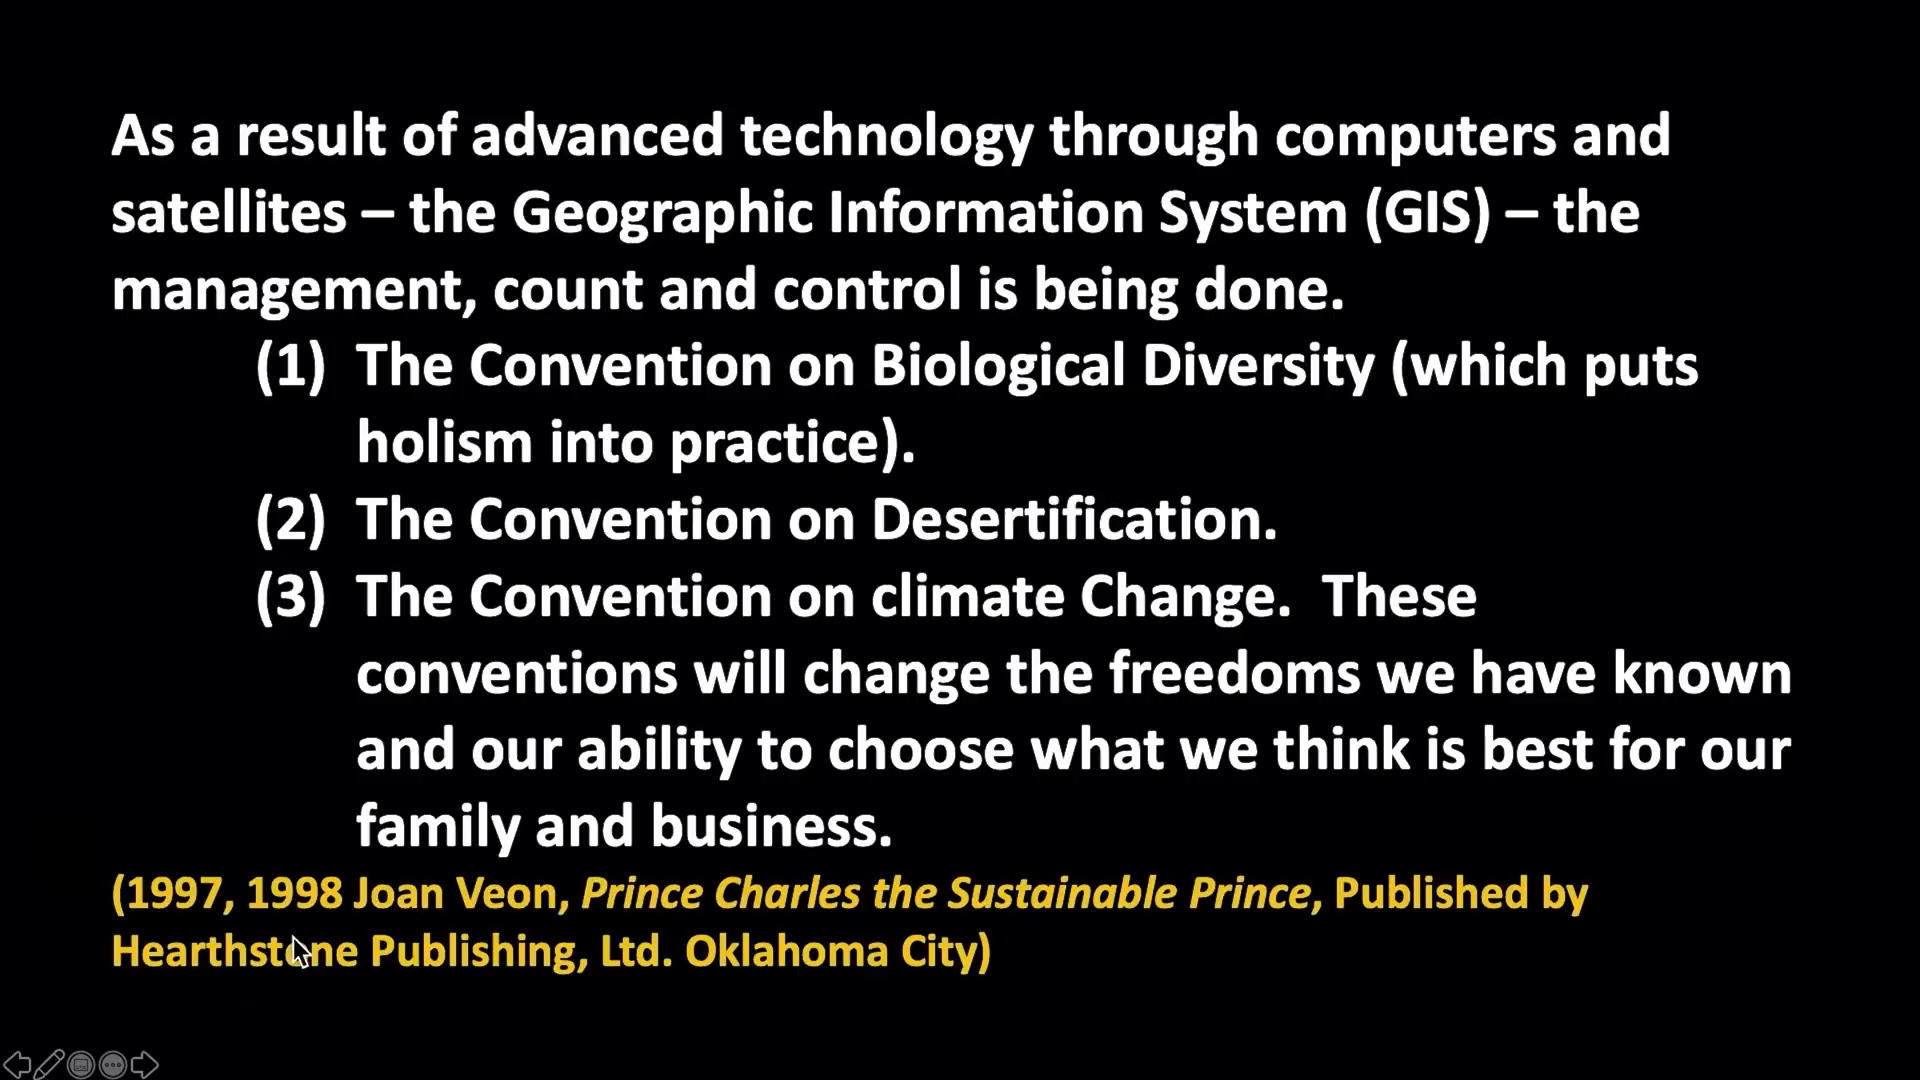 As a result of advanced technology through computers and
satellites – the Geographic Information System (GIS) – the
management, count and control is being done.
(1) The Convention on Biological Diversity (which puts
holism into practice).
(2) The Convention on Desertification.
(3) The Convention on climate Change. These
conventions will change the freedoms we have known
and our ability to choose what we think is best for our
family and business.
(1997, 1998 Joan Veon, Prince Charles the Sustainable Prince, Published by
Hearthstone Publishing, Ltd. Oklahoma City)